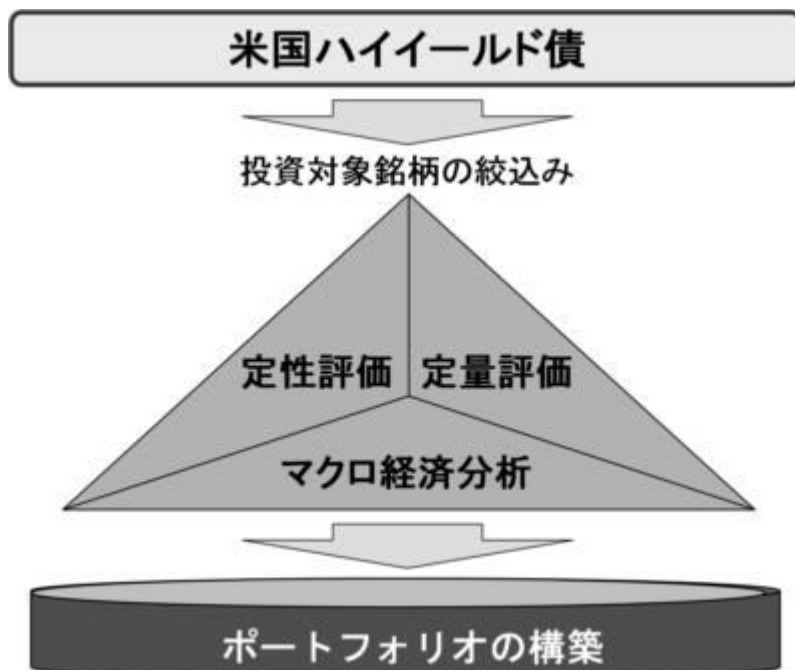 米国ハイイールド債
投資対象銘柄の絞込み
定性評価 定量評価
マクロ経済分析
ポートフォリオの構築